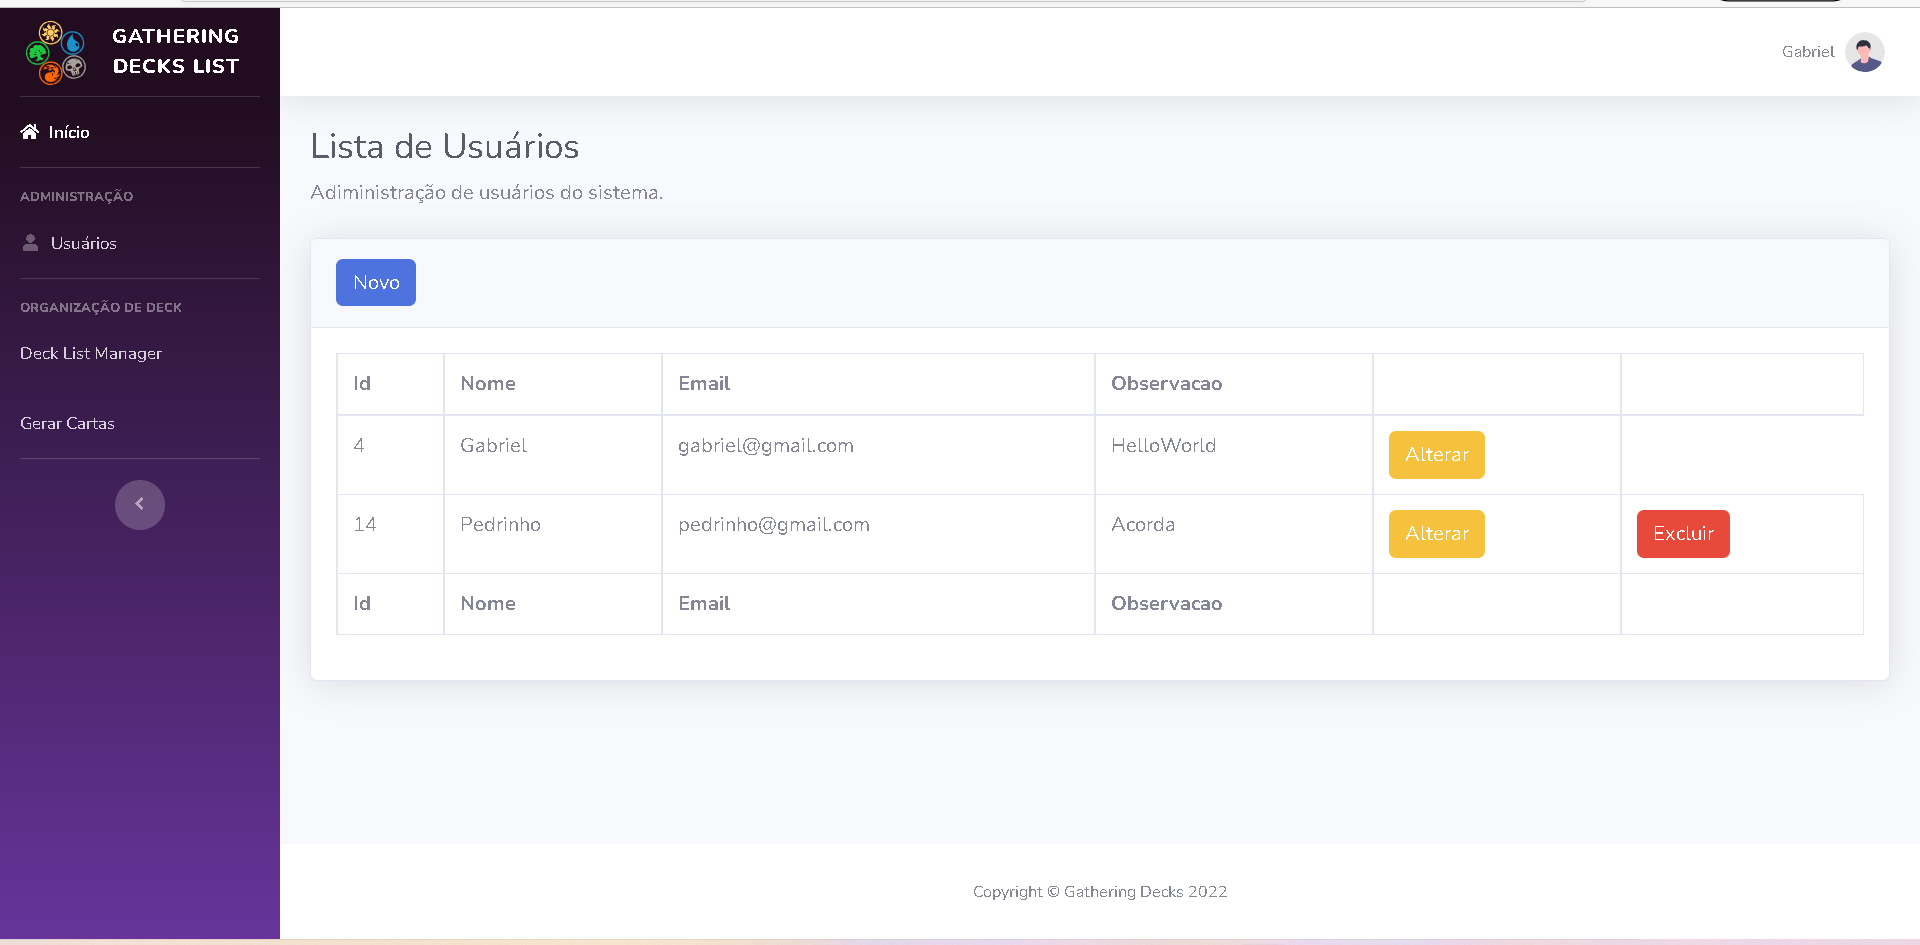 GATHERING
DECKS LIST
Gabriel
Início
ADMINISTRAÇÃO
Usuários
ORGANIZAÇÃO DE DECK
Deck List Manager
Gerar Cartas
Lista de Usuários
Adiministração de usuários do sistema.
Novo
Id Nome Email Observacao
4 Gabriel gabriel@gmail.com HelloWorld Alterar
14 Pedrinho pedrinho@gmail.com Acorda Alterar Excluir
Id Nome Email Observacao
Copyright © Gathering Decks 2022